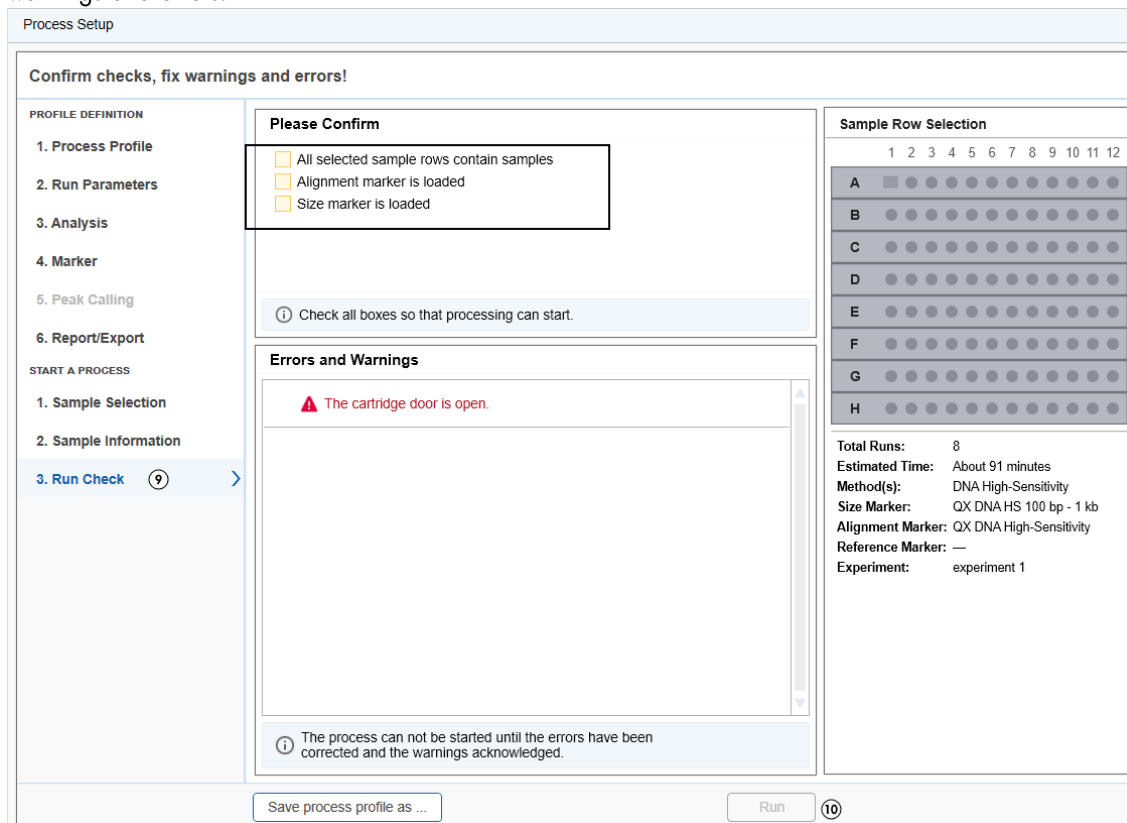 Process Setup
Confirm checks, fix warnings and errors!
PROFILE DEFINITION
1. Process Profile
2. Run Parameters
3. Analysis
4. Marker
5. Peak Calling
6. Report/Export
START A PROCESS
1. Sample Selection
2. Sample Information
3. Run Check 9
Please Confirm
All selected sample rows contain samples
Alignment marker is loaded
Size marker is loaded
Check all boxes so that processing can start.
Errors and Warnings
The cartridge door is open.
The process can not be started until the errors have been
corrected and the warnings acknowledged.
Sample Row Selection
1 2 3 4 5 6 7 8 9 10 11 12
A
B
C
D
E
F
G
H
Total Runs: 8
Estimated Time: About 91 minutes
Method(s): DNA High-Sensitivity
Size Marker: QX DNA HS 100 bp - 1 kb
Alignment Marker: QX DNA High-Sensitivity
Reference Marker: —
Experiment: experiment 1
Save process profile as ...
Run 10